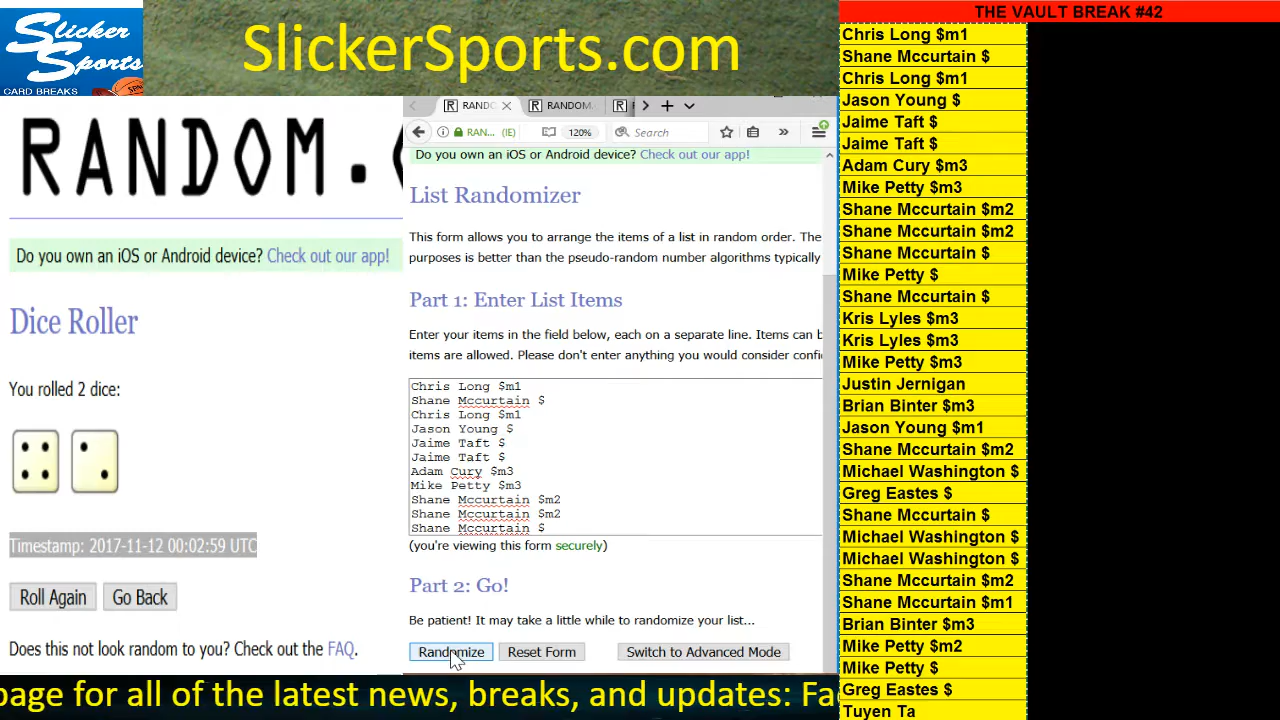 Slicker
Sports
CARD BREAKS
SlickerSports.com
THE VAULT BREAK #42
RANDOM.
Do you own an iOS or Android device? Check out our app!
Dice Roller
You rolled 2 dice:
Timestamp: 2017-11-12 00:02:59 UTC
Roll Again
Go Back
Does this not look random to you? Check out the FAQ.
RANDO
RANDOM.
RAN... (IE)
120%
Search
Do you own an iOS or Android device? Check out our app!
List Randomizer
This form allows you to arrange the items of a list in random order. The
purposes is better than the pseudo-random number algorithms typically
Part 1: Enter List Items
Enter your items in the field below, each on a separate line. Items can b
items are allowed. Please don't enter anything you would consider confi
Chris Long $m1
Shane Mccurtain $
Chris Long $m1
Jason Young $
Jaime Taft $
Jaime Taft $
Adam Cury $m3
Mike Petty $m3
Shane Mccurtain $m2
Shane Mccurtain $m2
Shane Mccurtain $
(you're viewing this form securely)
Part 2: Go!
Be patient! It may take a little while to randomize your list...
Randomize
Reset Form
Switch to Advanced Mode
Chris Long $m1
Shane Mccurtain $
Chris Long $m1
Jason Young $
Jaime Taft $
Jaime Taft $
Adam Cury $m3
Mike Petty $m3
Shane Mccurtain $m2
Shane Mccurtain $m2
Shane Mccurtain $
Mike Petty $
Shane Mccurtain $
Kris Lyles $m3
Kris Lyles $m3
Mike Petty $m3
Justin Jernigan
Brian Binter $m3
Jason Young $m1
Shane Mccurtain $m2
Michael Washington $
Greg Eastes $
Shane Mccurtain $
Michael Washington $
Michael Washington $
Shane Mccurtain $m2
Shane Mccurtain $m1
Brian Binter $m3
Mike Petty $m2
Mike Petty $
Greg Eastes $
Tuyen Ta
page for all of the latest news, breaks, and updates: Fa